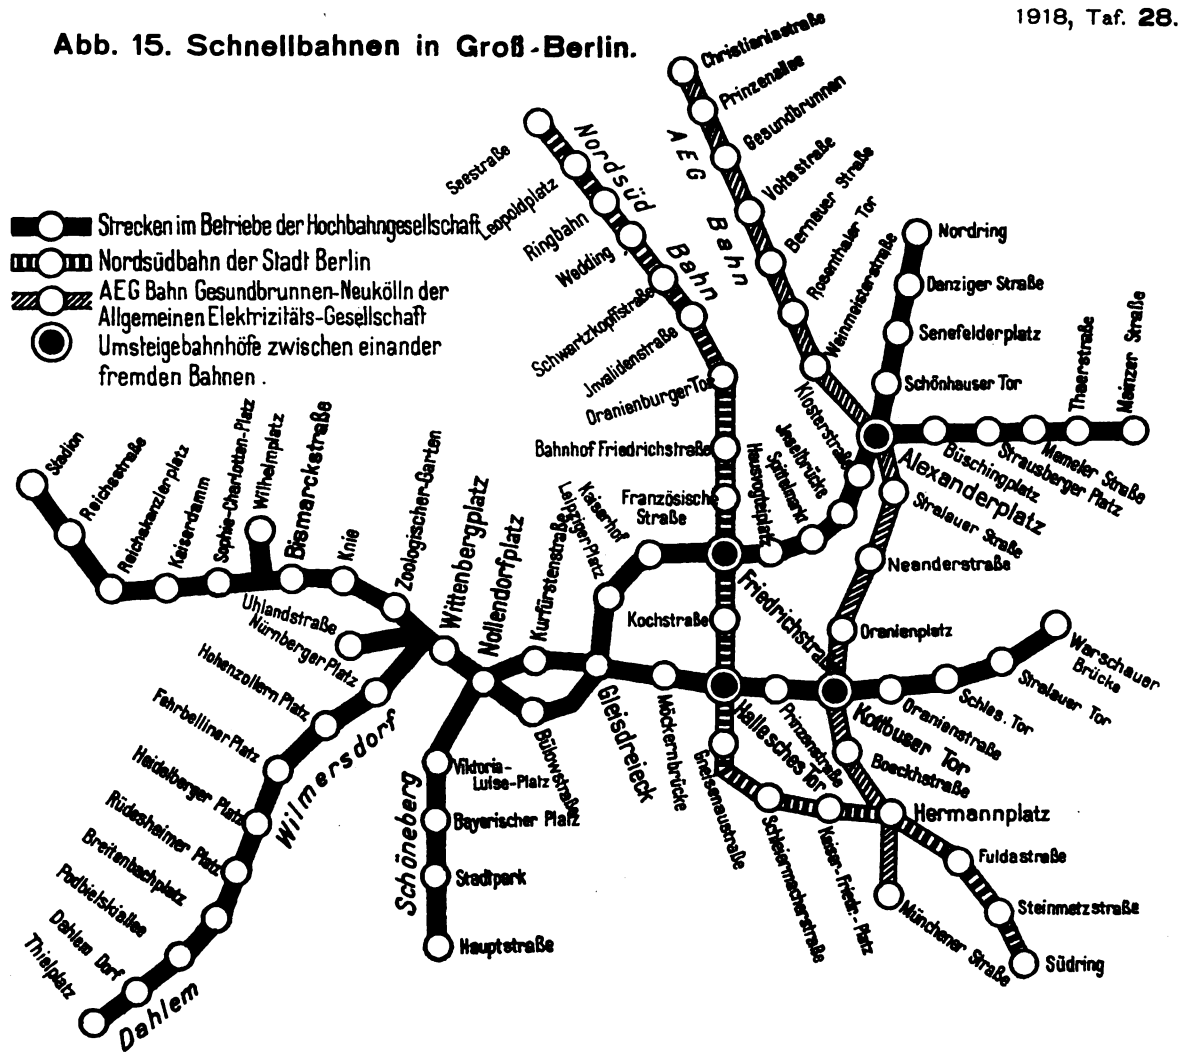 1918, Taf. 28.
Abb. 15. Schnellbahnen in Groß-Berlin.
Strecken im Betriebe der Hochbahngesellschaft
Nordsüdbahn der Stadt Berlin
AEG Bahn Gesundbrunnen-Neukölln der
Allgemeinen Elektrizitäts-Gesellschaft
Umsteigebahnhöfe zwischen einander
fremden Bahnen.
Christianiastraße
Prinzenallee
Gesundbrunnen
Voltastraße
Bernauer Straße
Rosenthaler Tor
Weinmeisterstraße
AEG Bahn
Nordsüd Bahn
Seestraße
Leopoldplatz
Ringbahn
Wedding
Schwartzkopffstraße
Jnvalidenstraße
Oranienburger Tor
Bahnhof Friedrichstraße
Französische
Straße
Nordring
Danziger Straße
Senefelderplatz
Schönhauser Tor
Alexanderplatz
Büschingplatz
Strausberger Platz
Memeler Straße
Thaerstraße
Mainzer Straße
Klosterstraße
Jnselbrücke
Spittelmarkt
Hausvogteiplatz
Friedrichstraße
Kaiserhof
Leipziger Platz
Stralauer Straße
Neanderstraße
Oranienplatz
Kochstraße
Stadion
Reichsstraße
Reichskanzlerplatz
Kaiserdamm
Sophie-Charlotten-Platz
Wilhelmplatz
Bismarckstraße
Knie
Zoologischer-Garten
Wittenbergplatz
Nollendorfplatz
Kurfürstenstraße
Uhlandstraße
Nürnberger Platz
Hohenzollern Platz
Fehrbelliner Platz
Heidelberger Platz
Rüdesheimer Platz
Breitenbachplatz
Podbielskiallee
Dahlem Dorf
Thielplatz
Wilmersdorf
Dahlem
Schöneberg
Viktoria-
Luise-Platz
Bayerischer Platz
Stadtpark
Hauptstraße
Bülowstraße
Gleisdreieck
Möckernbrücke
Hallesches Tor
Prinzenstraße
Kottbuser Tor
Oranienstraße
Schles. Tor
Stralauer Tor
Warschauer
Brücke
Boeckhstraße
Hermannplatz
Gneisenaustraße
Schleiermacherstraße
Kaiser-Friedr.-Platz
Münchener Straße
Fuldastraße
Steinmetzstraße
Südring